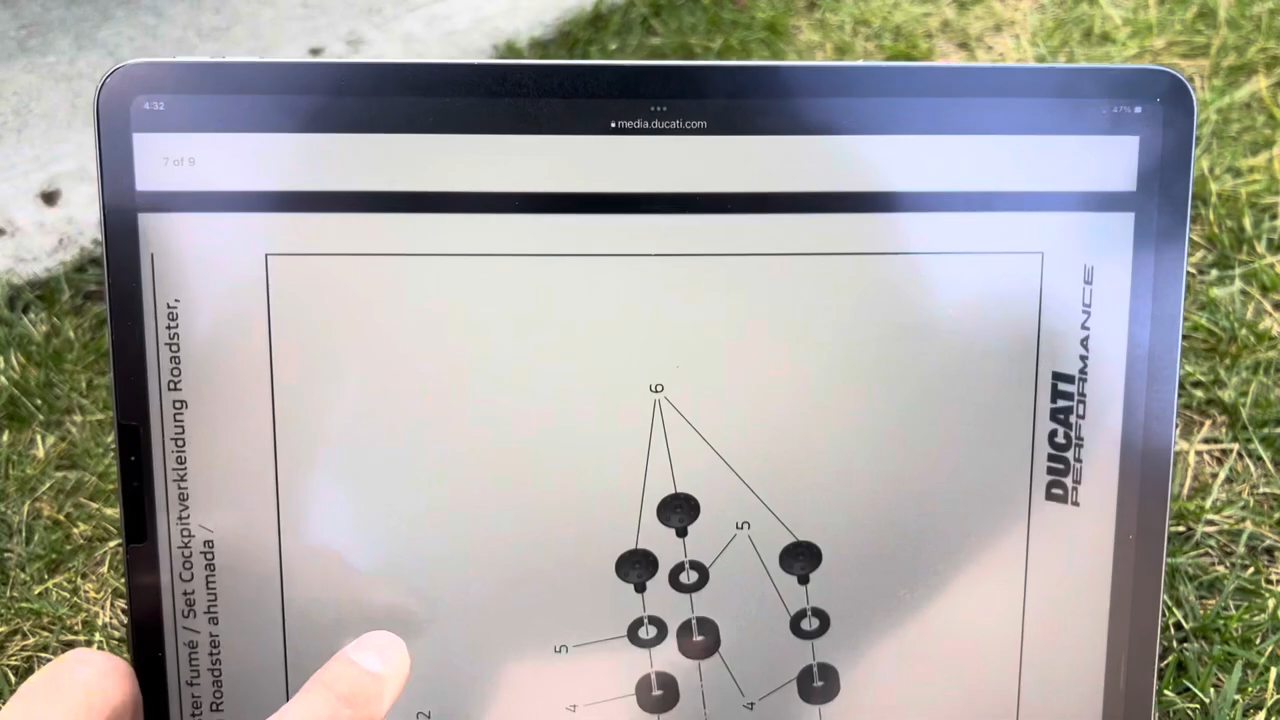 4:32
47%
media.ducati.com
7 of 9
fumé / Set Cockpitverkleidung Roadster,
Roadster ahumada /
DUCATI
PERFORMANCE
6
5
5
4
4
2